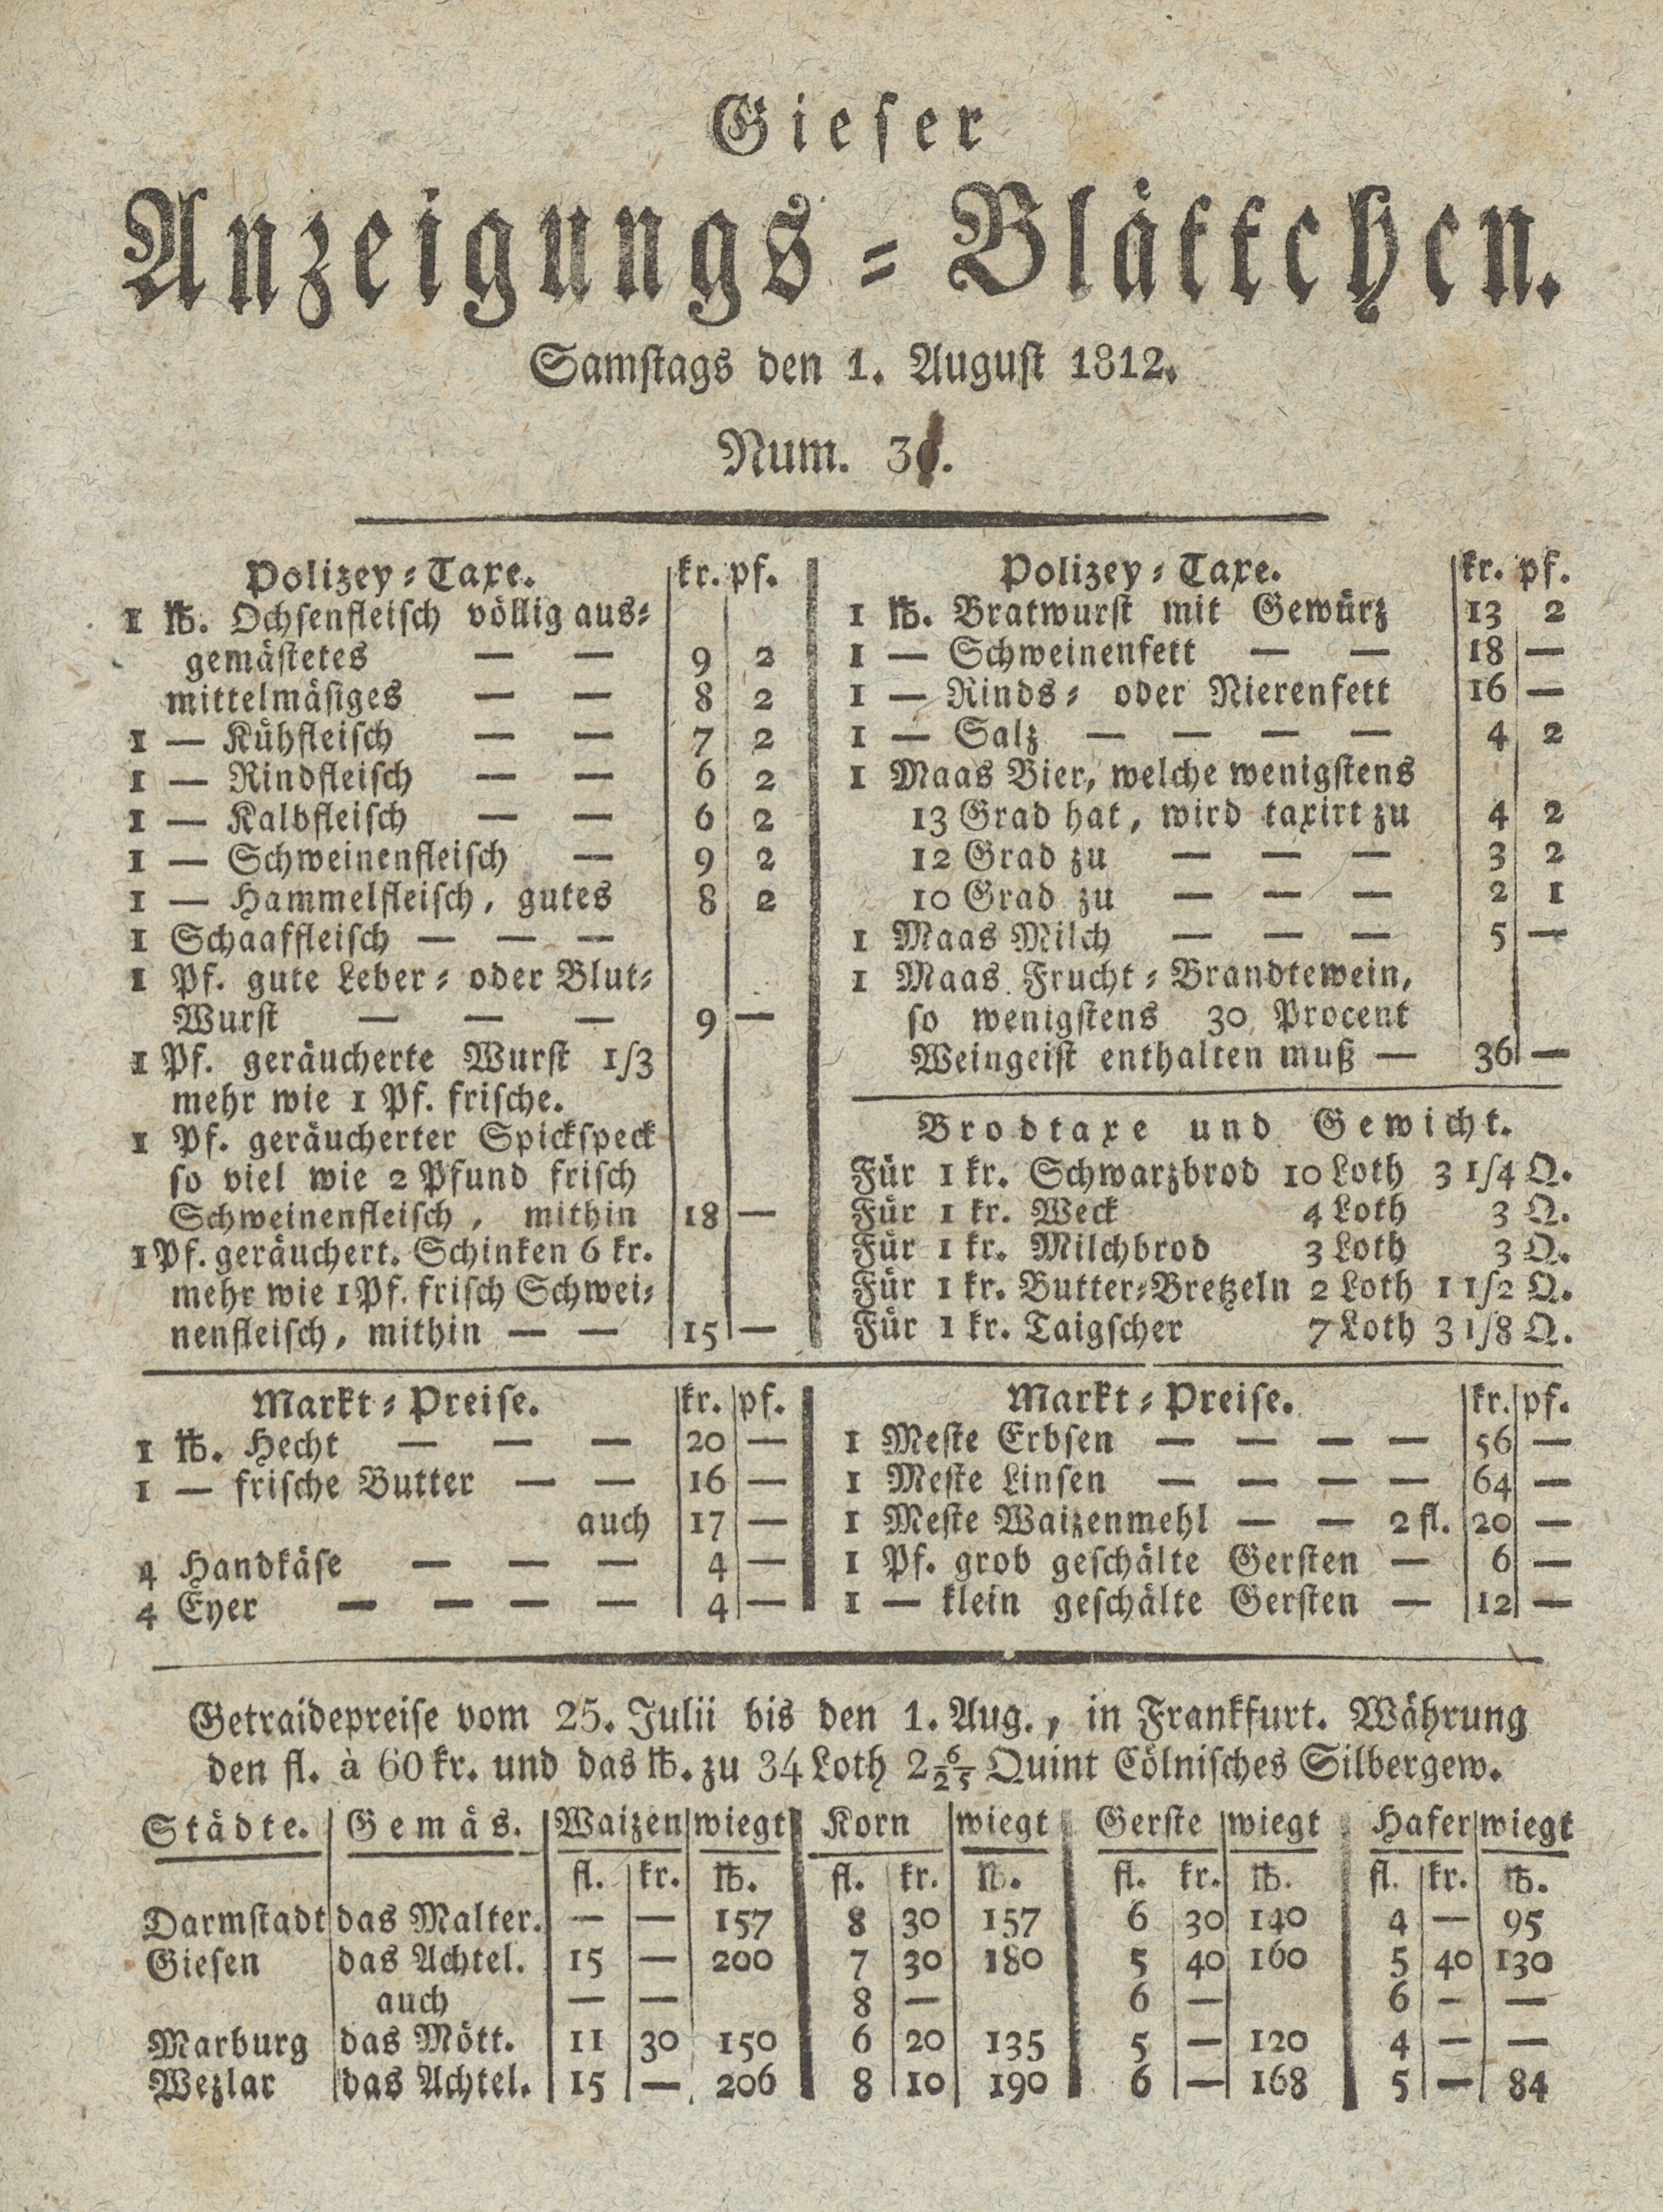 Gieser
Anzeigungs-Blättchen.
Samstags den 1. August 1812.
Num. 31.
Polizey-Taxe. kr. pf.
1 ℔. Ochsenfleisch völlig aus-
gemästetes — — 9 2
mittelmäsiges — — 8 2
1 — Kühfleisch — — 7 2
1 — Rindfleisch — — 6 2
1 — Kalbfleisch — — 6 2
1 — Schweinenfleisch — 9 2
1 — Hammelfleisch, gutes 8 2
1 Schaaffleisch — — —
1 Pf. gute Leber- oder Blut-
Wurst — — — 9 —
1 Pf. geräucherte Wurst 1/3
mehr wie 1 Pf. frische.
1 Pf. geräucherter Spickspeck
so viel wie 2 Pfund frisch
Schweinenfleisch, mithin 18 —
1 Pf. geräuchert. Schinken 6 kr.
mehr wie 1 Pf. frisch Schwei-
nenfleisch, mithin — — 15 —
Polizey-Taxe. kr. pf.
1 ℔. Bratwurst mit Gewürz 13 2
1 — Schweinenfett — — 18 —
1 — Rinds- oder Nierenfett 16 —
1 — Salz — — — — 4 2
1 Maas Bier, welche wenigstens
13 Grad hat, wird taxirt zu 4 2
12 Grad zu — — — 3 2
10 Grad zu — — — 2 1
1 Maas Milch — — — 5 —
1 Maas Frucht-Brandtewein,
so wenigstens 30 Procent
Weingeist enthalten muß — 36 —
Brodtaxe und Gewicht.
Für 1 kr. Schwarzbrod 10 Loth 3 1/4 Q.
Für 1 kr. Weck 4 Loth 3 Q.
Für 1 kr. Milchbrod 3 Loth 3 Q.
Für 1 kr. Butter-Bretzeln 2 Loth 1 1/2 Q.
Für 1 kr. Taigscher 7 Loth 3 1/8 Q.
Markt-Preise. kr. pf.
1 ℔. Hecht — — — 20 —
1 — frische Butter — — 16 —
auch 17 —
4 Handkäse — — — 4 —
4 Eyer — — — — 4 —
Markt-Preise. kr. pf.
1 Meste Erbsen — — — — 56 —
1 Meste Linsen — — — — 64 —
1 Meste Waizenmehl — — 2 fl. 20 —
1 Pf. grob geschälte Gersten — 6 —
1 — klein geschälte Gersten — 12 —
Getraidepreise vom 25. Julii bis den 1. Aug., in Frankfurt. Währung
den fl. à 60 kr. und das ℔. zu 34 Loth 2 6/25 Quint Cölnisches Silbergew.
Städte. Gemäs. Waizen wiegt Korn wiegt Gerste wiegt Hafer wiegt
fl. kr. ℔. fl. kr. ℔. fl. kr. ℔. fl. kr. ℔.
Darmstadt das Malter. — — 157 8 30 157 6 30 140 4 — 95
Giesen das Achtel. 15 — 200 7 30 180 5 40 160 5 40 130
auch — — 8 — 6 — 6 — —
Marburg das Mött. 11 30 150 6 20 135 5 — 120 4 — —
Wezlar das Achtel. 15 — 206 8 10 190 6 — 168 5 — 84